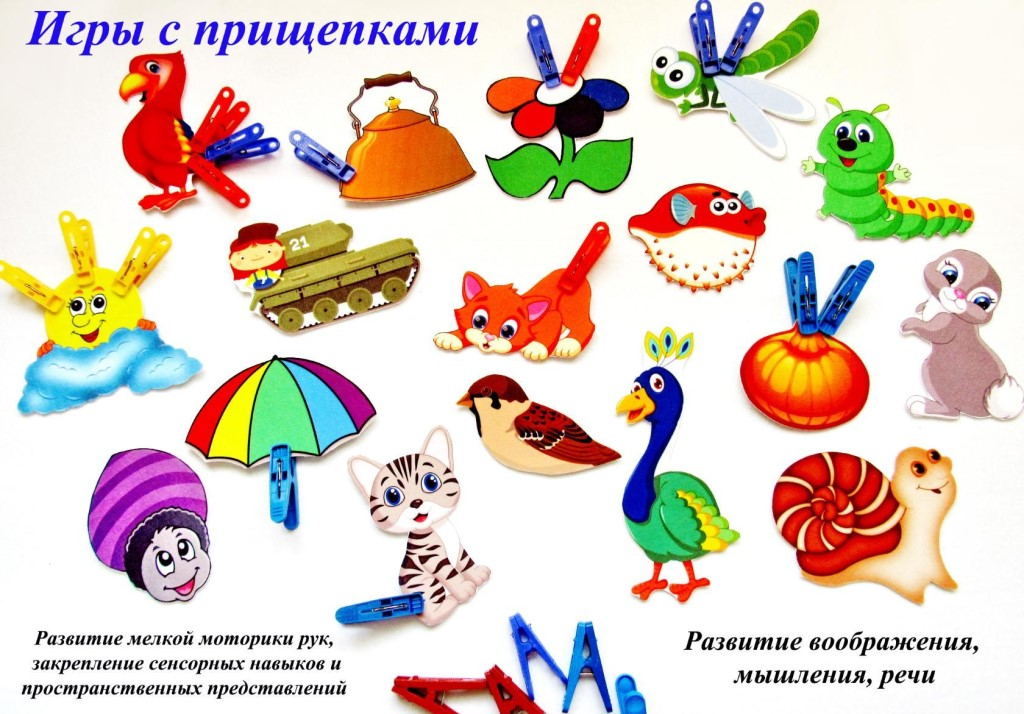 Игры с прищепками
21
Развитие мелкой моторики рук,
закрепление сенсорных навыков и
пространственных представлений
Развитие воображения,
мышления, речи